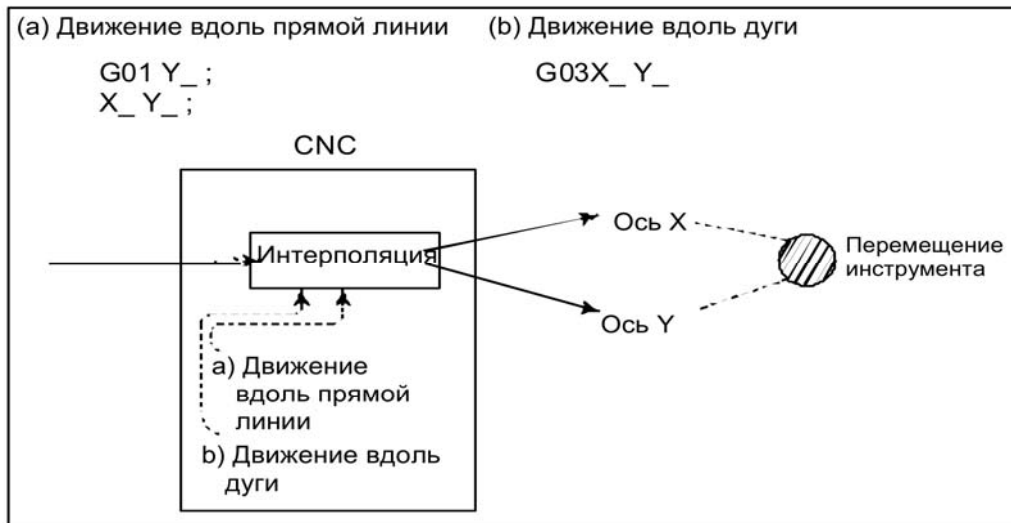 (a) Движение вдоль прямой линии
(b) Движение вдоль дуги
G01 Y_ ;
X_ Y_ ;
G03X_ Y_
CNC
Интерполяция
Ось X
Ось Y
Перемещение
инструмента
a) Движение
вдоль прямой
линии
b) Движение вдоль
дуги